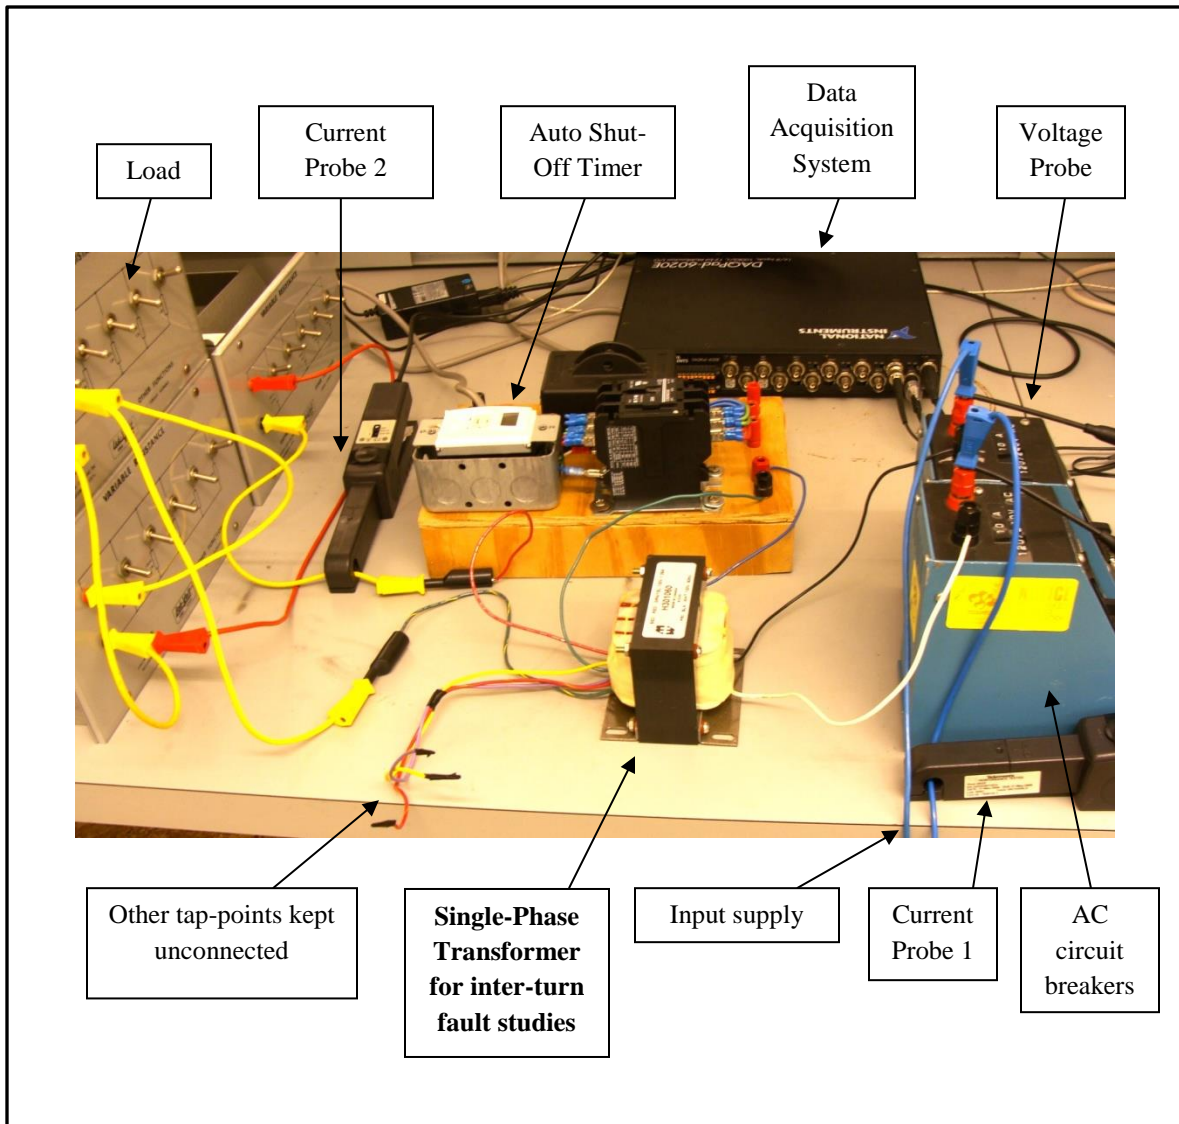 Load
Current
Probe 2
Auto Shut-
Off Timer
Data
Acquisition
System
Voltage
Probe
DAQPad-6020E
NATIONAL
INSTRUMENTS
VARIABLE RESISTANCE
HS01060
Other tap-points kept
unconnected
Single-Phase
Transformer
for inter-turn
fault studies
Input supply
Current
Probe 1
AC
circuit
breakers